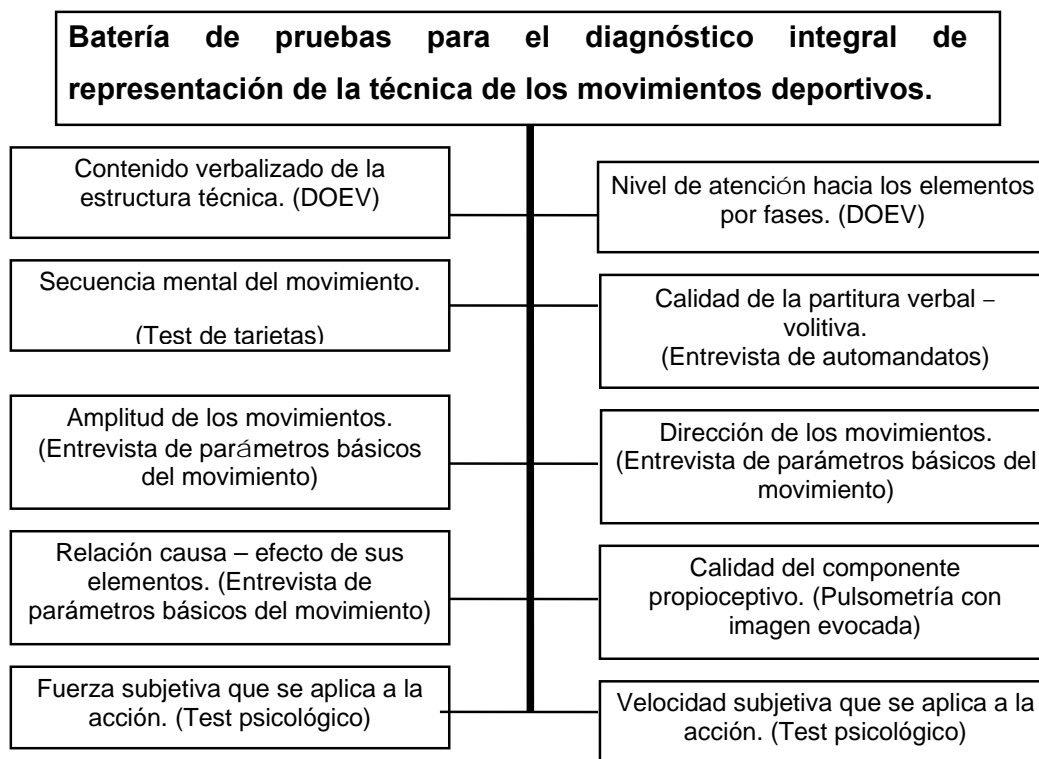 Batería de pruebas para el diagnóstico integral de
representación de la técnica de los movimientos deportivos.
Contenido verbalizado de la
estructura técnica. (DOEV)
Nivel de atención hacia los elementos
por fases. (DOEV)
Secuencia mental del movimiento.
(Test de tarjetas)
Calidad de la partitura verbal –
volitiva.
(Entrevista de automandatos)
Amplitud de los movimientos.
(Entrevista de parámetros básicos
del movimiento)
Dirección de los movimientos.
(Entrevista de parámetros básicos del
movimiento)
Relación causa – efecto de sus
elementos. (Entrevista de
parámetros básicos del movimiento)
Calidad del componente
propioceptivo. (Pulsometría con
imagen evocada)
Fuerza subjetiva que se aplica a la
acción. (Test psicológico)
Velocidad subjetiva que se aplica a la
acción. (Test psicológico)